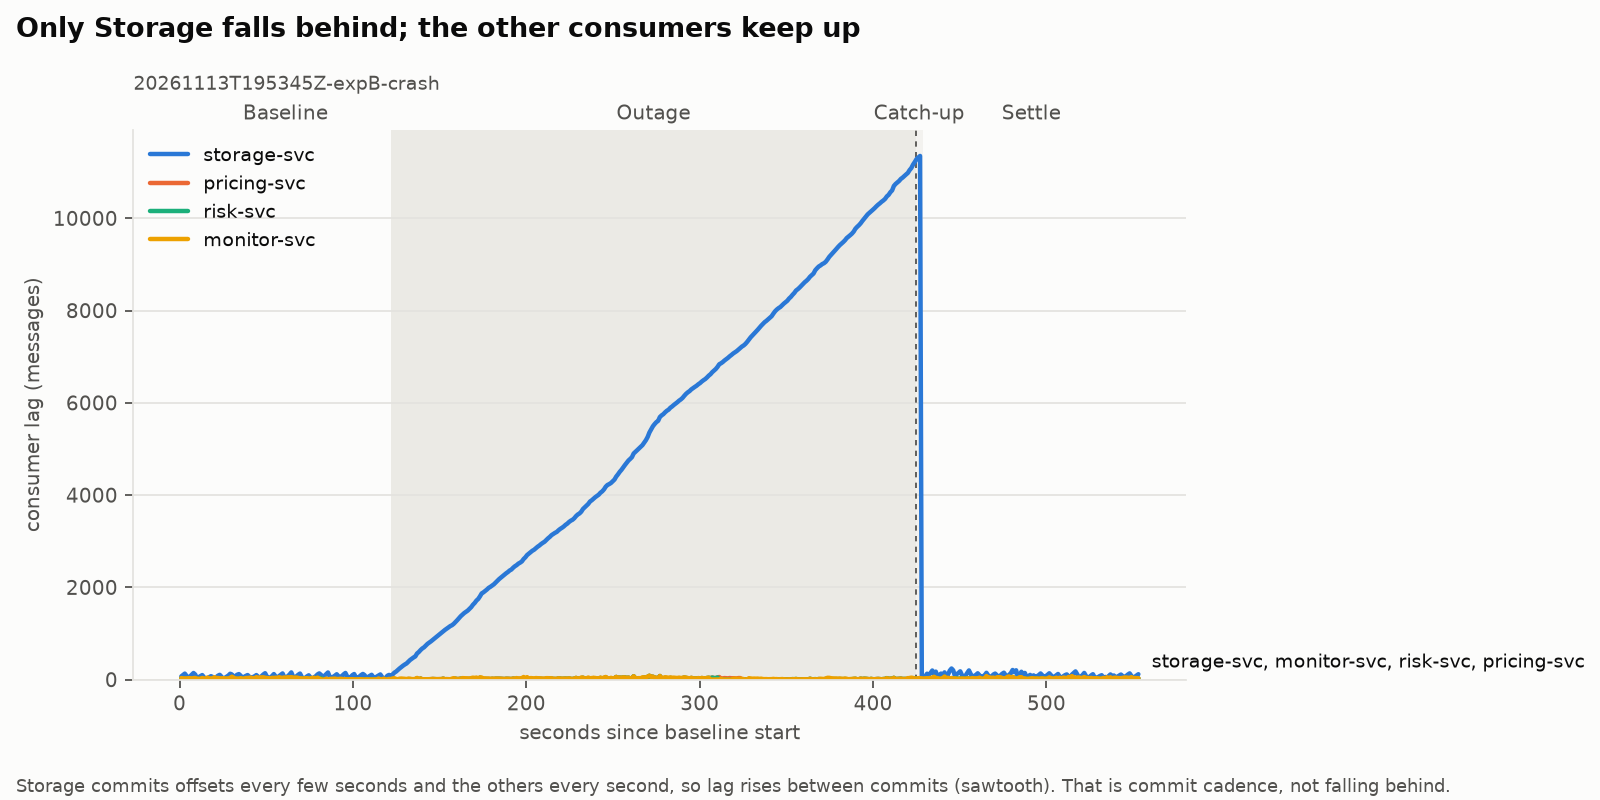 Only Storage falls behind; the other consumers keep up
20261113T195345Z-expB-crash
Baseline Outage Catch-up Settle
storage-svc
pricing-svc
risk-svc
monitor-svc
consumer lag (messages)
10000
8000
6000
4000
2000
0
storage-svc, monitor-svc, risk-svc, pricing-svc
0 100 200 300 400 500
seconds since baseline start
Storage commits offsets every few seconds and the others every second, so lag rises between commits (sawtooth). That is commit cadence, not falling behind.